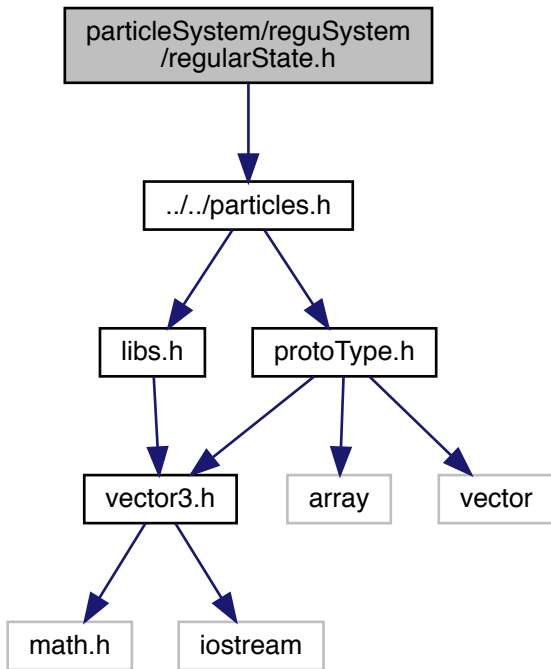 particleSystem/reguSystem
/regularState.h
../../particles.h
libs.h
protoType.h
vector3.h
array
vector
math.h
iostream